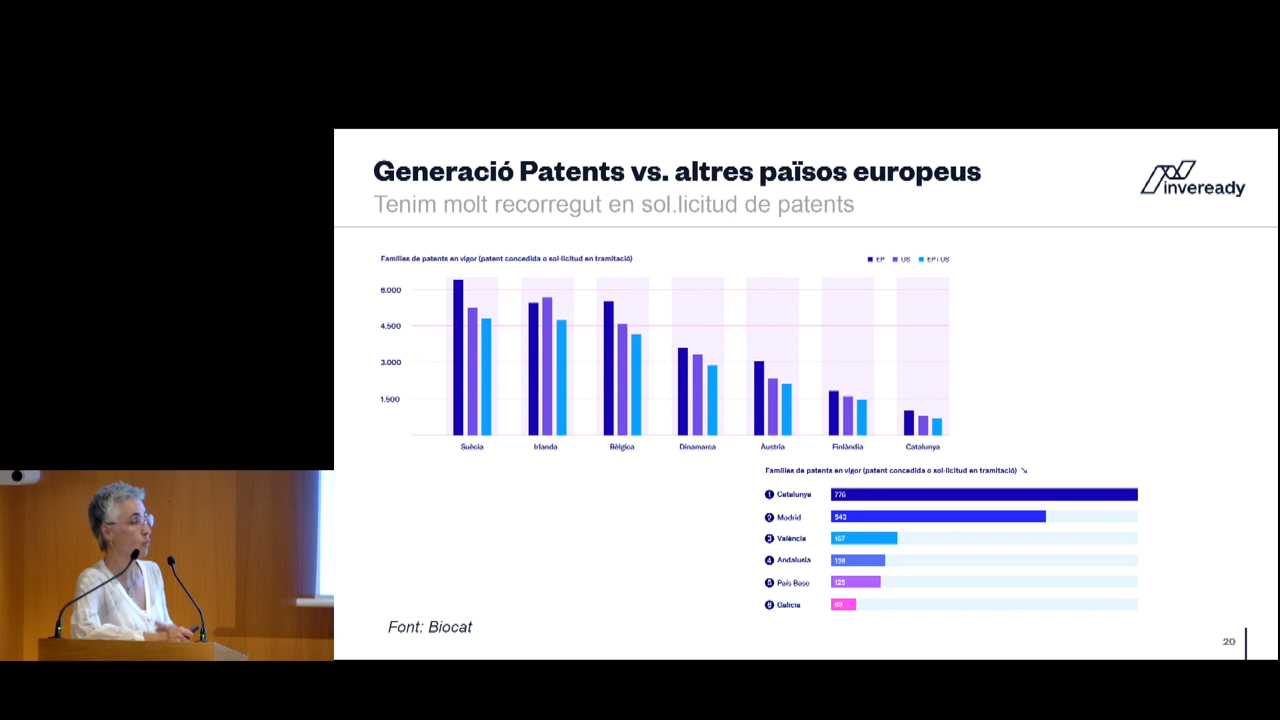 Generació Patents vs. altres països europeus
Tenim molt recorregut en sol.licitud de patents
inveready
Famílies de patents en vigor (patent concedida o sol·licitud en tramitació)
EP US EP i US
6.000
4.500
3.000
1.500
Suècia Irlanda Bèlgica Dinamarca Àustria Finlàndia Catalunya
Famílies de patents en vigor (patent concedida o sol·licitud en tramitació) ↘
1 Catalunya 776
2 Madrid 543
3 València 167
4 Andalusia
5 País Basc 125
6 Galícia
Font: Biocat
20